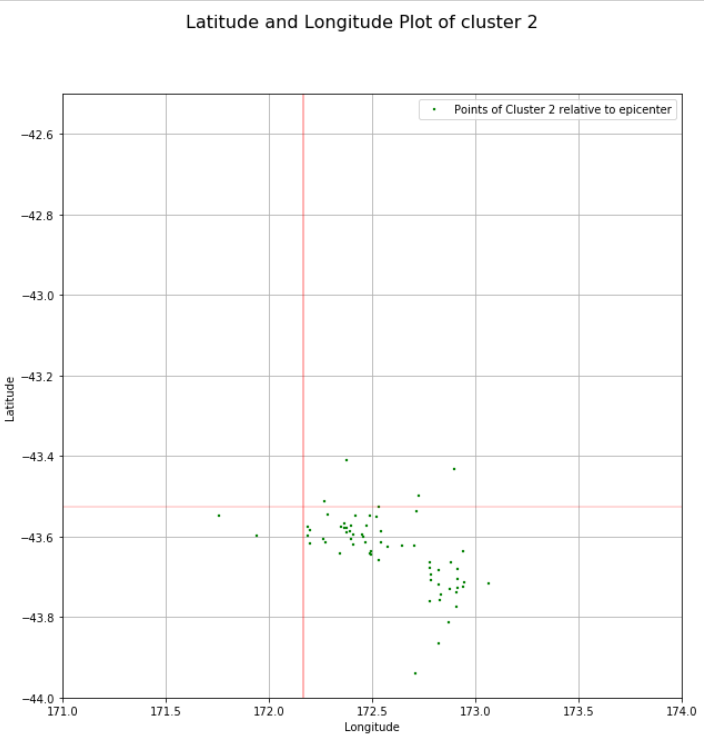 Latitude and Longitude Plot of cluster 2
Points of Cluster 2 relative to epicenter
−42.6
−42.8
−43.0
−43.2
−43.4
−43.6
−43.8
−44.0
Latitude
171.0 171.5 172.0 172.5 173.0 173.5 174.0
Longitude